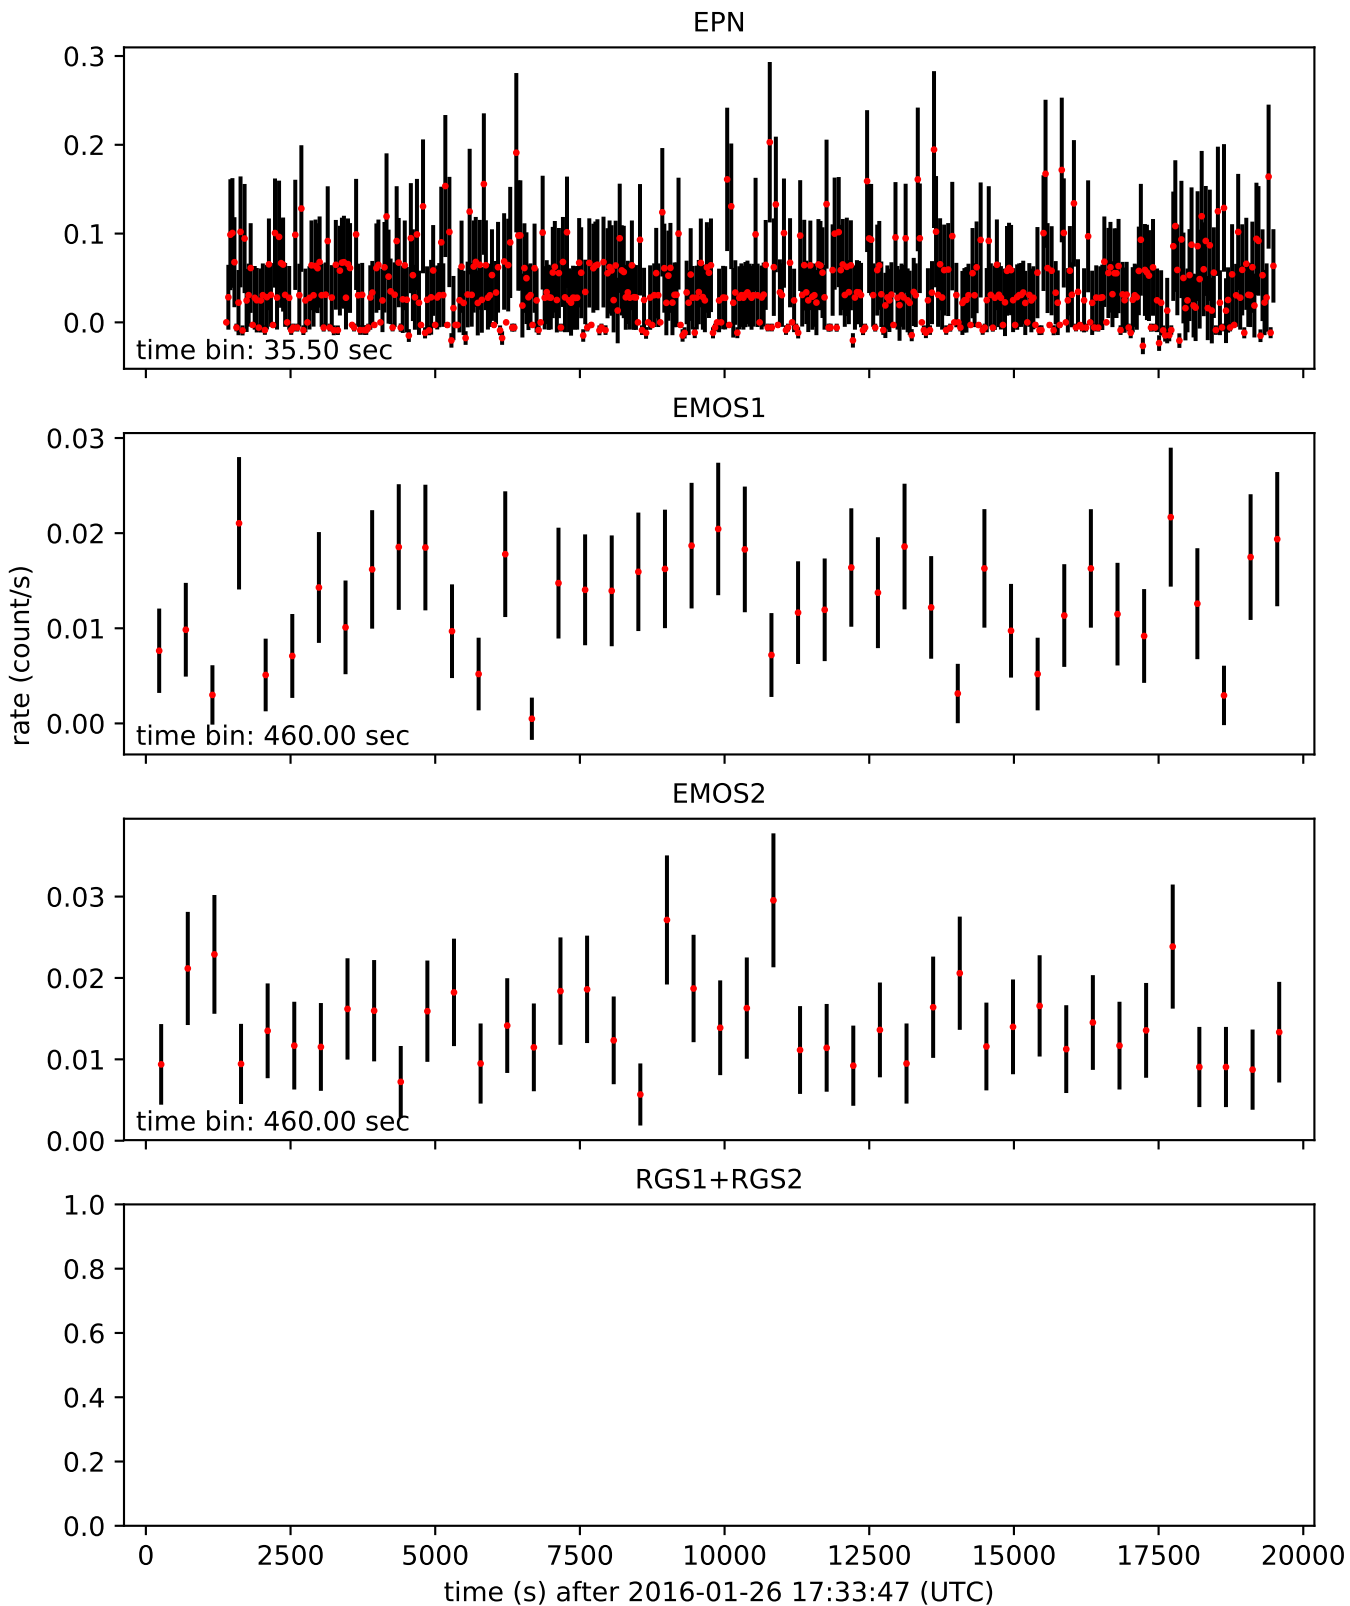 EPN
0.3
0.2
0.1
0.0
time bin: 35.50 sec
EMOS1
0.03
0.02
0.01
0.00
time bin: 460.00 sec
rate (count/s)
EMOS2
0.03
0.02
0.01
0.00
time bin: 460.00 sec
RGS1+RGS2
1.0
0.8
0.6
0.4
0.2
0.0
0 2500 5000 7500 10000 12500 15000 17500 20000
time (s) after 2016-01-26 17:33:47 (UTC)